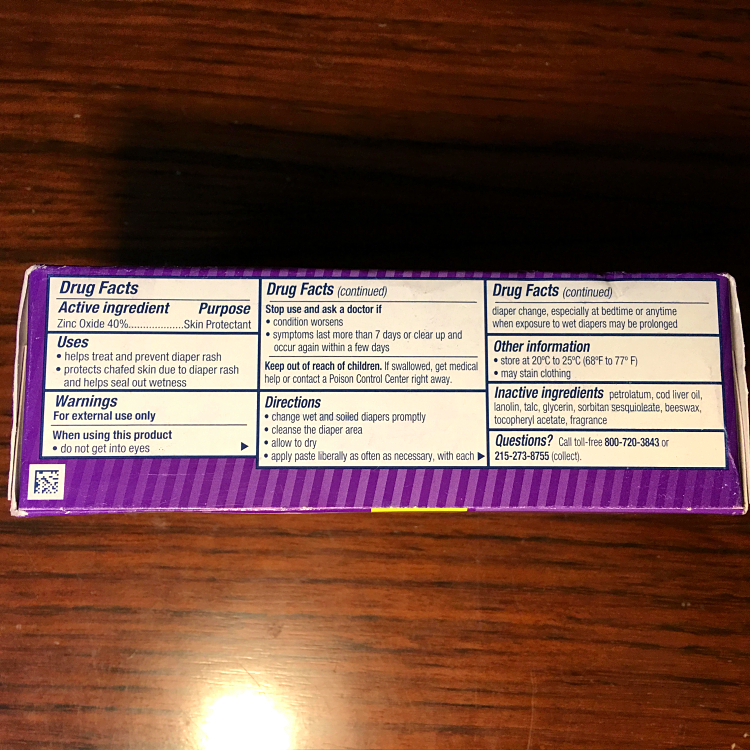 Drug Facts
Active ingredient Purpose
Zinc Oxide 40%....................Skin Protectant
Uses
• helps treat and prevent diaper rash
• protects chafed skin due to diaper rash
and helps seal out wetness
Warnings
For external use only
When using this product
• do not get into eyes
Drug Facts (continued)
Stop use and ask a doctor if
• condition worsens
• symptoms last more than 7 days or clear up and
occur again within a few days
Keep out of reach of children. If swallowed, get medical
help or contact a Poison Control Center right away.
Directions
• change wet and soiled diapers promptly
• cleanse the diaper area
• allow to dry
• apply paste liberally as often as necessary, with each
Drug Facts (continued)
diaper change, especially at bedtime or anytime
when exposure to wet diapers may be prolonged
Other information
• store at 20ºC to 25ºC (68ºF to 77º F)
• may stain clothing
Inactive ingredients petrolatum, cod liver oil,
lanolin, talc, glycerin, sorbitan sesquioleate, beeswax,
tocopheryl acetate, fragrance
Questions? Call toll-free 800-720-3843 or
215-273-8755 (collect).